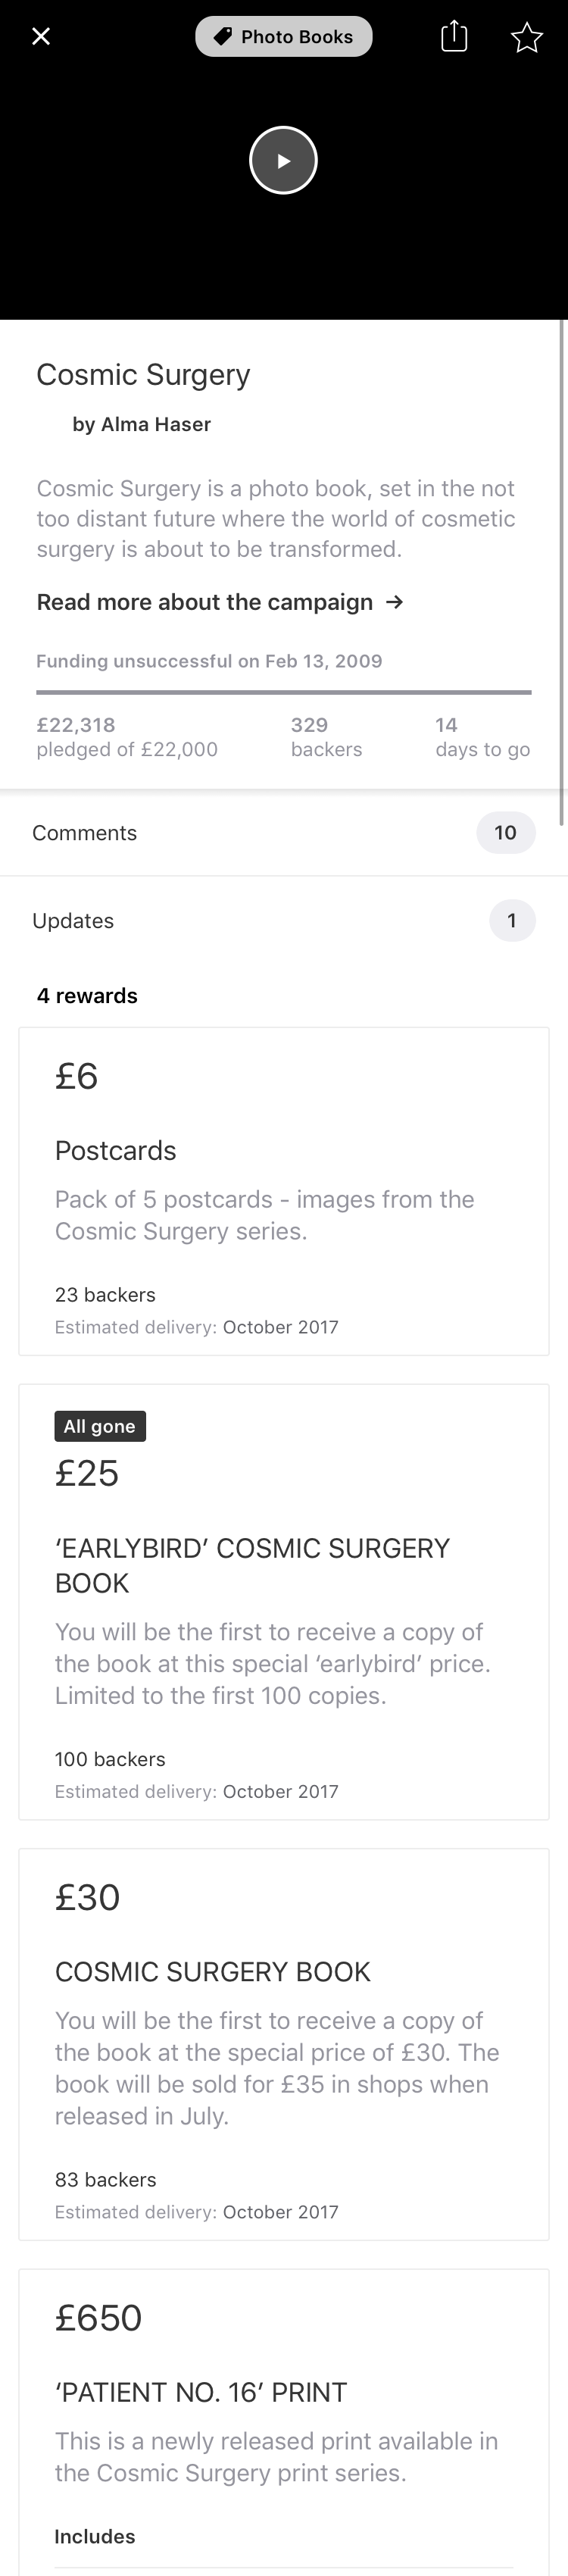 Photo Books
Cosmic Surgery
by Alma Haser
Cosmic Surgery is a photo book, set in the not
too distant future where the world of cosmetic
surgery is about to be transformed.
Read more about the campaign →
Funding unsuccessful on Feb 13, 2009
£22,318
pledged of £22,000
329
backers
14
days to go
Comments
10
Updates
1
4 rewards
£6
Postcards
Pack of 5 postcards - images from the
Cosmic Surgery series.
23 backers
Estimated delivery: October 2017
All gone
£25
‘EARLYBIRD’ COSMIC SURGERY
BOOK
You will be the first to receive a copy of
the book at this special ‘earlybird’ price.
Limited to the first 100 copies.
100 backers
Estimated delivery: October 2017
£30
COSMIC SURGERY BOOK
You will be the first to receive a copy of
the book at the special price of £30. The
book will be sold for £35 in shops when
released in July.
83 backers
Estimated delivery: October 2017
£650
‘PATIENT NO. 16’ PRINT
This is a newly released print available in
the Cosmic Surgery print series.
Includes